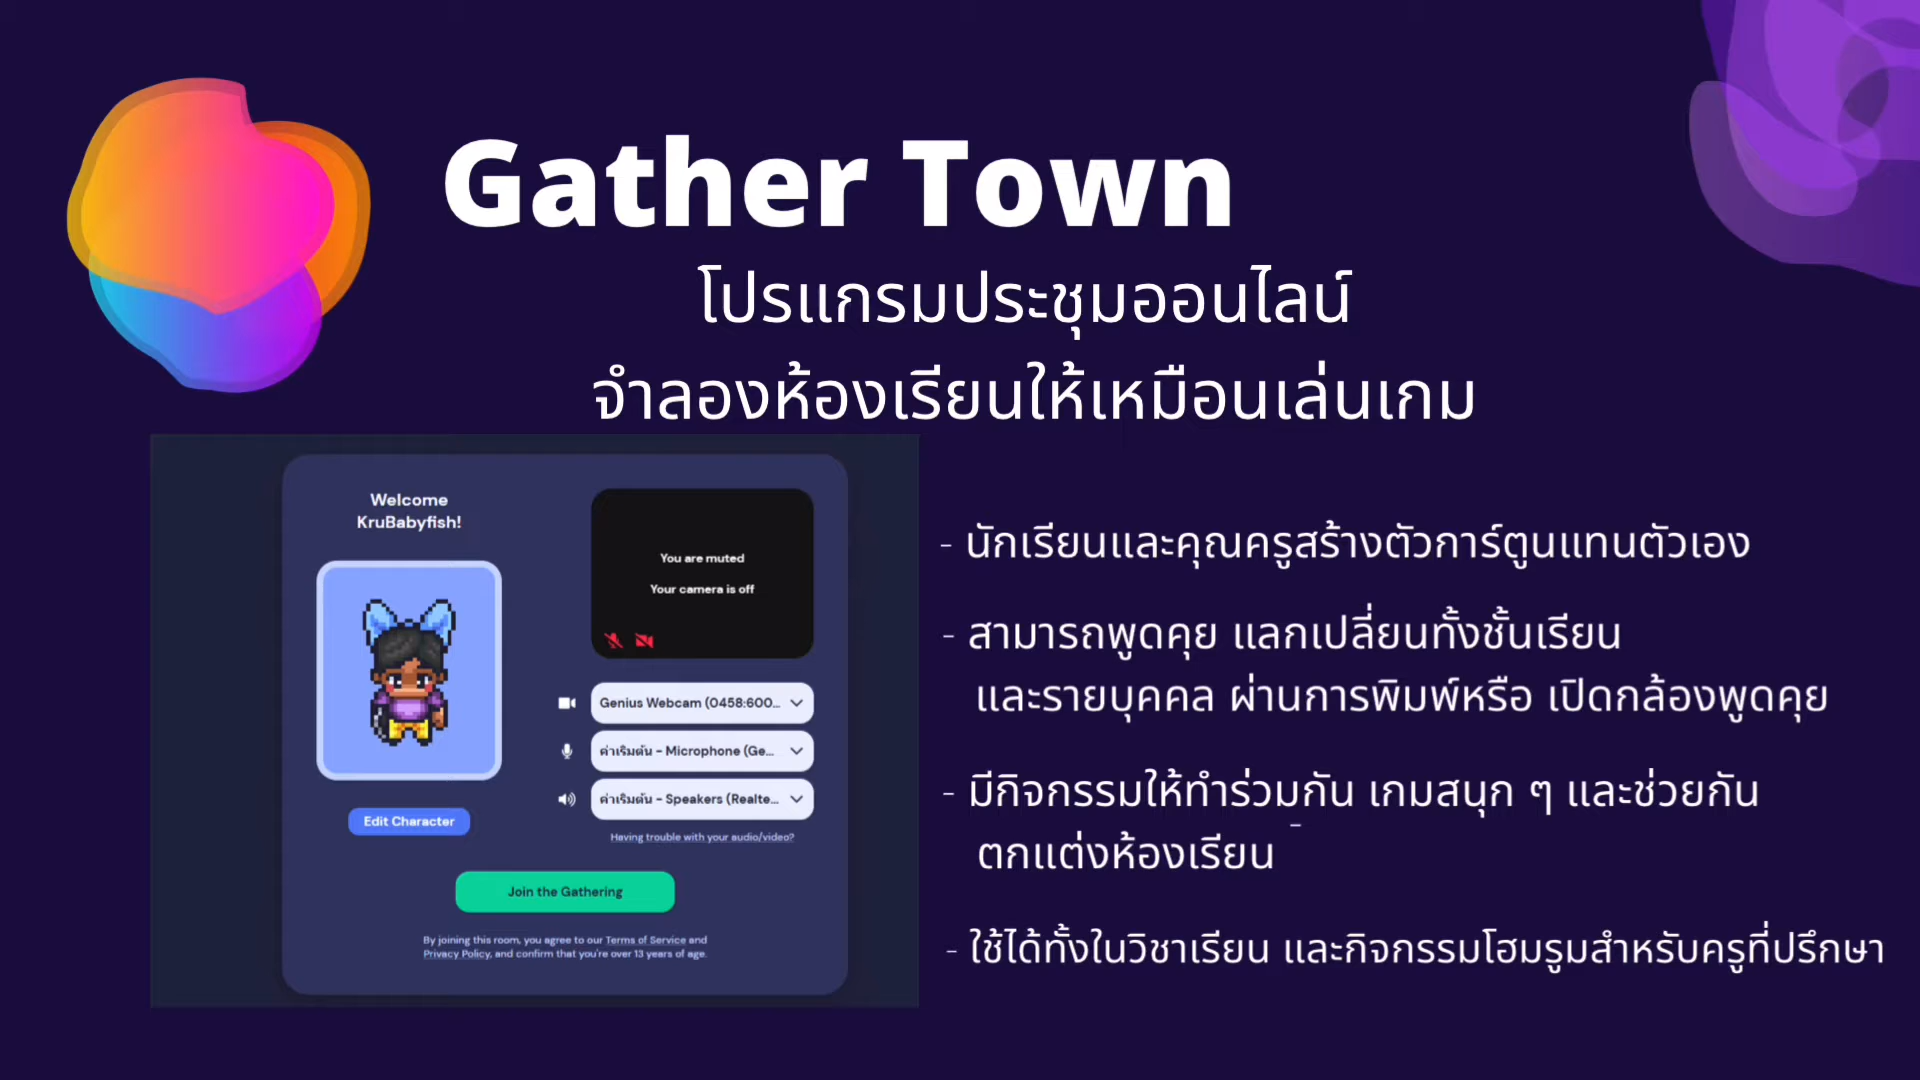 Gather Town
โปรแกรมประชุมออนไลน์
จำลองห้องเรียนให้เหมือนเล่นเกม
Welcome
KruBabyfish!
Edit Character
You are muted
Your camera is off
Genius Webcam (0458:600...
ค่าเริ่มต้น - Microphone (Ge...
ค่าเริ่มต้น - Speakers (Realte...
Having trouble with your audio/video?
Join the Gathering
By joining this room, you agree to our Terms of Service and
Privacy Policy, and confirm that you're over 13 years of age.
- นักเรียนและคุณครูสร้างตัวการ์ตูนแทนตัวเอง
- สามารถพูดคุย แลกเปลี่ยนทั้งชั้นเรียน
และรายบุคคล ผ่านการพิมพ์หรือ เปิดกล้องพูดคุย
- มีกิจกรรมให้ทำร่วมกัน เกมสนุก ๆ และช่วยกัน
ตกแต่งห้องเรียน
- ใช้ได้ทั้งในวิชาเรียน และกิจกรรมโฮมรูมสำหรับครูที่ปรึกษา